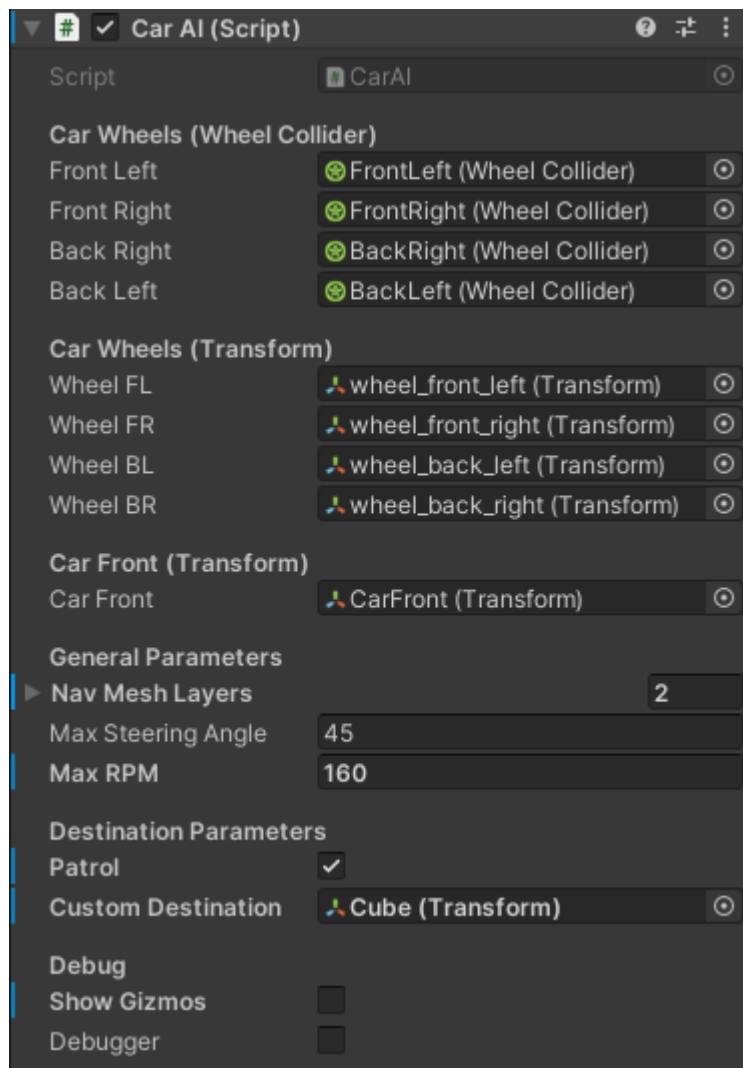 Car AI (Script)
Script CarAI
Car Wheels (Wheel Collider)
Front Left FrontLeft (Wheel Collider)
Front Right FrontRight (Wheel Collider)
Back Right BackRight (Wheel Collider)
Back Left BackLeft (Wheel Collider)
Car Wheels (Transform)
Wheel FL wheel_front_left (Transform)
Wheel FR wheel_front_right (Transform)
Wheel BL wheel_back_left (Transform)
Wheel BR wheel_back_right (Transform)
Car Front (Transform)
Car Front CarFront (Transform)
General Parameters
Nav Mesh Layers 2
Max Steering Angle 45
Max RPM 160
Destination Parameters
Patrol
Custom Destination Cube (Transform)
Debug
Show Gizmos
Debugger